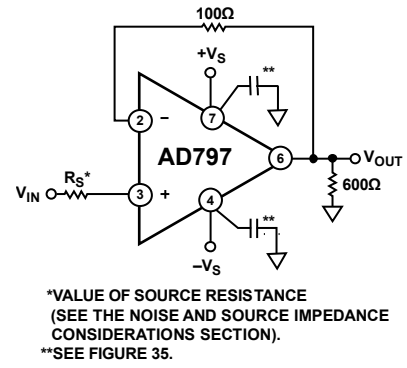 100Ω
+VS
**
2
−
7
AD797
6
VOUT
RS*
VIN
3
+
4
600Ω
**
−VS
*VALUE OF SOURCE RESISTANCE
(SEE THE NOISE AND SOURCE IMPEDANCE
CONSIDERATIONS SECTION).
**SEE FIGURE 35.